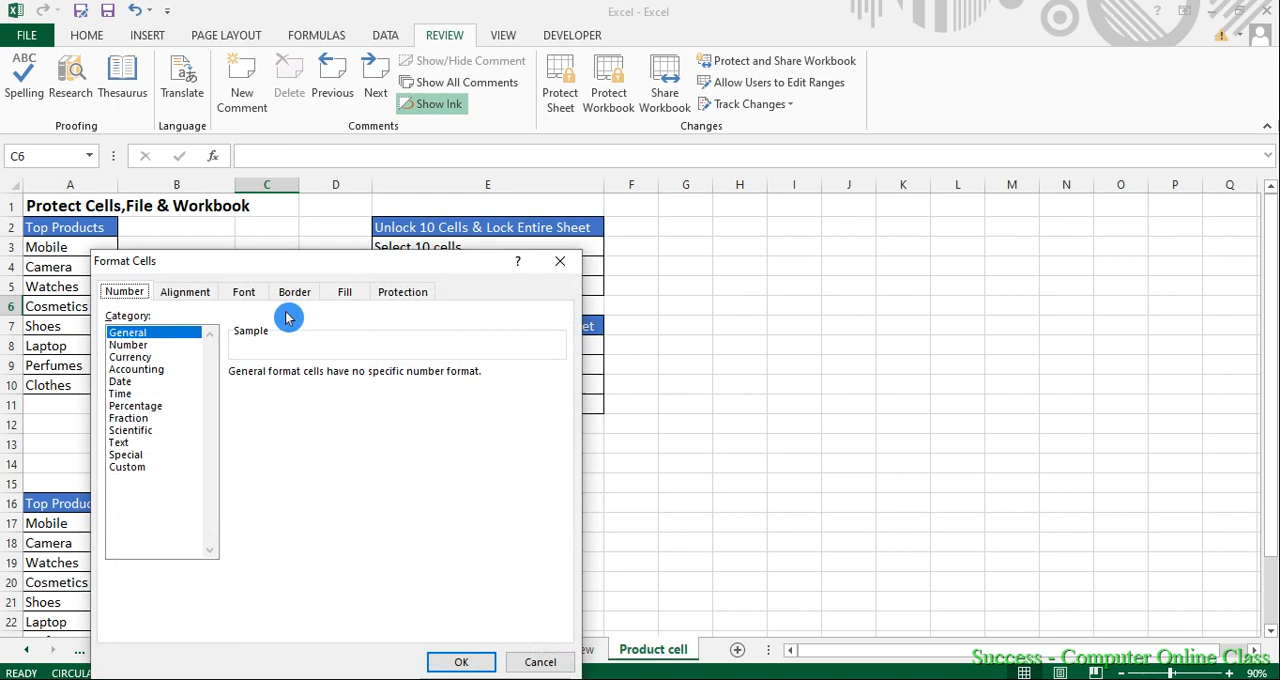 Excel - Excel
?
FILE HOME INSERT PAGE LAYOUT FORMULAS DATA REVIEW VIEW DEVELOPER
ABC
Spelling Research Thesaurus
Proofing
Translate
Language
New Comment
Delete Previous Next
Show/Hide Comment
Show All Comments
Show Ink
Comments
Protect Sheet
Protect Workbook
Share Workbook
Protect and Share Workbook
Allow Users to Edit Ranges
Track Changes
Changes
C6 fx
A B C D E F G H I J K L M N O P Q
1 Protect Cells,File & Workbook
2 Top Products Unlock 10 Cells & Lock Entire Sheet
3 Mobile Select 10 cells
4 Camera
5 Watches
6 Cosmetics
7 Shoes et
8 Laptop
9 Perfumes
10 Clothes
11
12
13
14
15
16 Top Produc
17 Mobile
18 Camera
19 Watches
20 Cosmetics
21 Shoes
22 Laptop
Format Cells ?
Number Alignment Font Border Fill Protection
Category:
General
Number
Currency
Accounting
Date
Time
Percentage
Fraction
Scientific
Text
Special
Custom
Sample
General format cells have no specific number format.
OK Cancel
... ew Product cell
Success - Computer Online Class
READY CIRCULA 90%